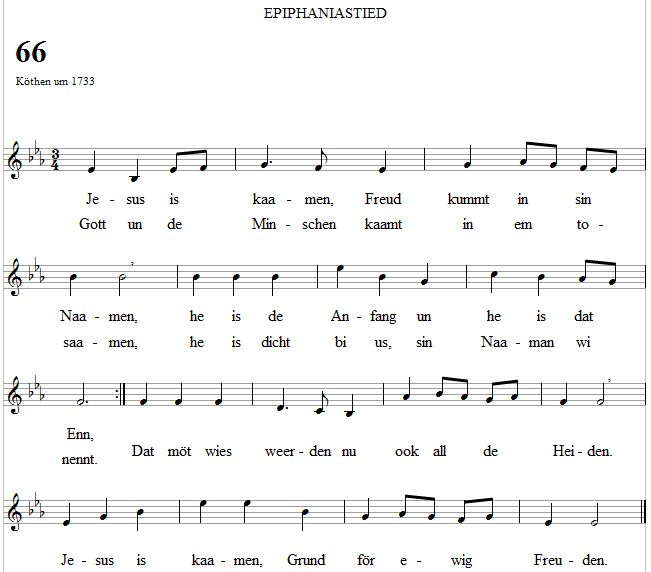 EPIPHANIASTIED
66
Köthen um 1733
3
4
Je - sus is kaa - men, Freud kummt in sin
Gott un de Min - schen kaamt in em to -
Naa - men, he is de An - fang un he is dat
saa - men, he is dicht bi us, sin Naa - man wi
Enn,
nennt.
Dat möt wies weer - den nu ook all de Hei - den.
Je - sus is kaa - men, Grund för e - wig Freu - den.